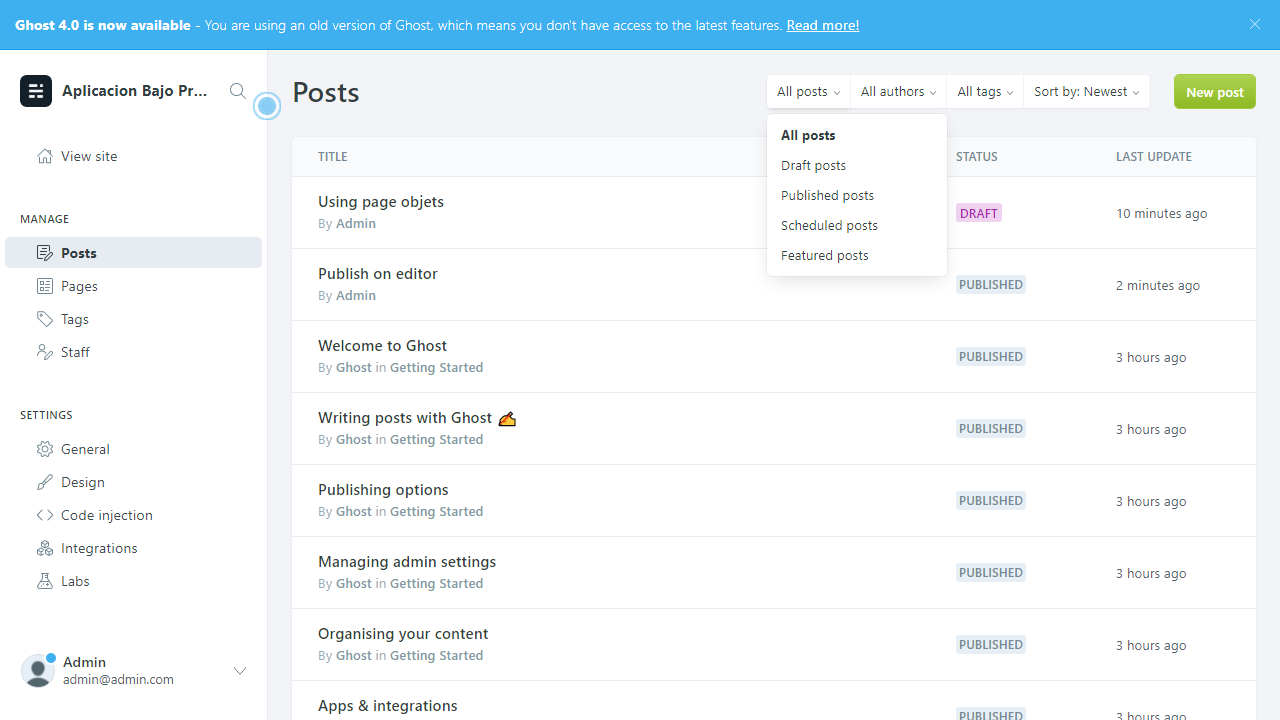 Ghost 4.0 is now available - You are using an old version of Ghost, which means you don't have access to the latest features. Read more!
Aplicacion Bajo Pr...
View site
MANAGE
Posts
Pages
Tags
Staff
SETTINGS
General
Design
Code injection
Integrations
Labs
Admin
admin@admin.com
Posts
All posts
All authors
All tags
Sort by: Newest
New post
All posts
Draft posts
Published posts
Scheduled posts
Featured posts
TITLE
STATUS
LAST UPDATE
Using page objets
By Admin
DRAFT
10 minutes ago
Publish on editor
By Admin
PUBLISHED
2 minutes ago
Welcome to Ghost
By Ghost in Getting Started
PUBLISHED
3 hours ago
Writing posts with Ghost ✍️
By Ghost in Getting Started
PUBLISHED
3 hours ago
Publishing options
By Ghost in Getting Started
PUBLISHED
3 hours ago
Managing admin settings
By Ghost in Getting Started
PUBLISHED
3 hours ago
Organising your content
By Ghost in Getting Started
PUBLISHED
3 hours ago
Apps & integrations
PUBLISHED
3 hours ago